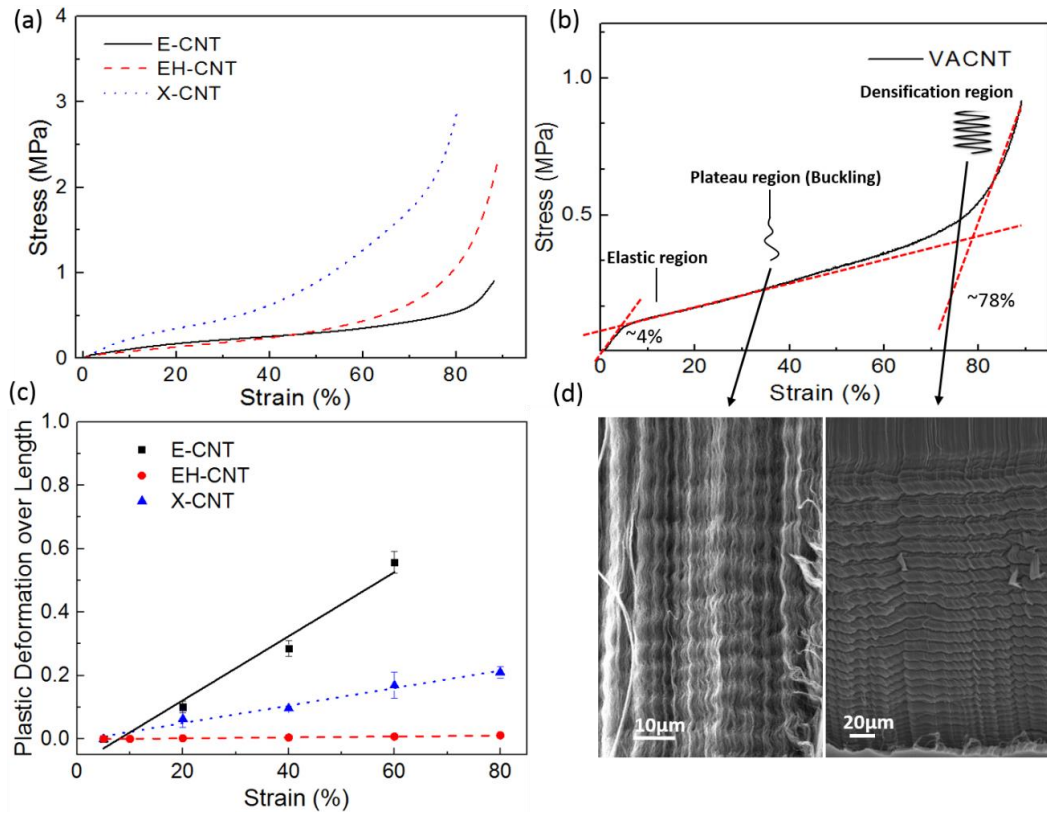 (a)
4
3
2
1
0
Stress (MPa)
E-CNT
EH-CNT
X-CNT
0 20 40 60 80
Strain (%)
(b)
1.0
0.5
0
Stress (MPa)
VACNT
Densification region
Plateau region (Buckling)
Elastic region
~4%
~78%
0 20 40 60 80
Strain (%)
(c)
1.0
0.8
0.6
0.4
0.2
0.0
Plastic Deformation over Length
E-CNT
EH-CNT
X-CNT
20 40 60 80
Strain (%)
(d)
10μm
20μm